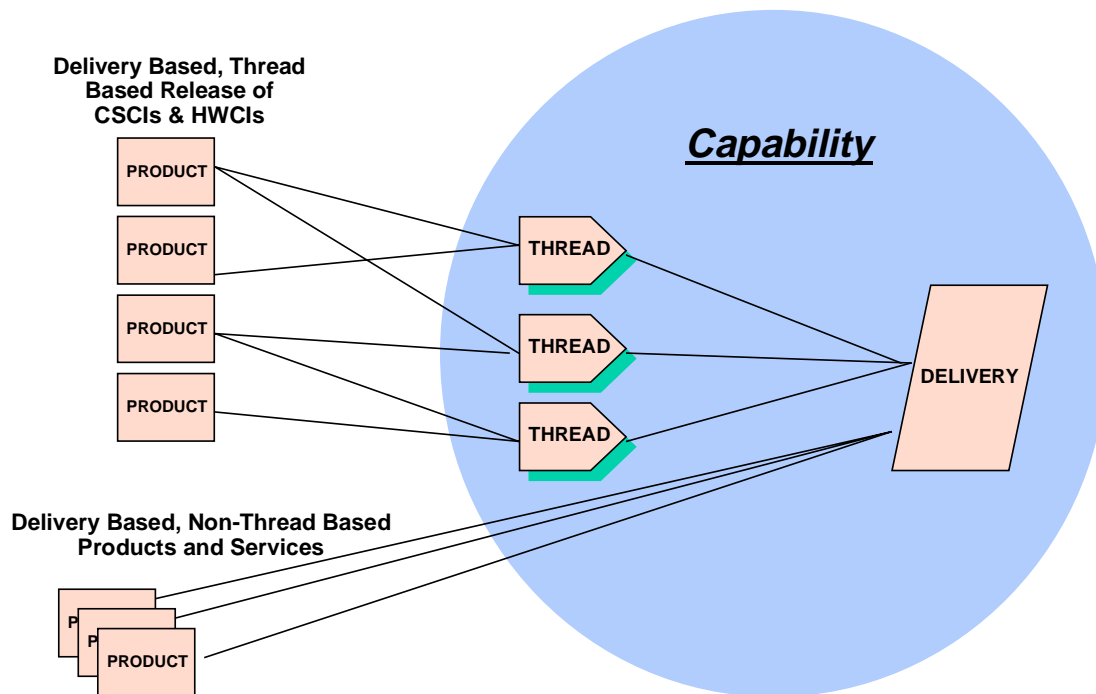 Delivery Based, Thread
Based Release of
CSCIs & HWCIs
PRODUCT
PRODUCT
PRODUCT
PRODUCT
Capability
THREAD
THREAD
THREAD
DELIVERY
Delivery Based, Non-Thread Based
Products and Services
P
P
PRODUCT